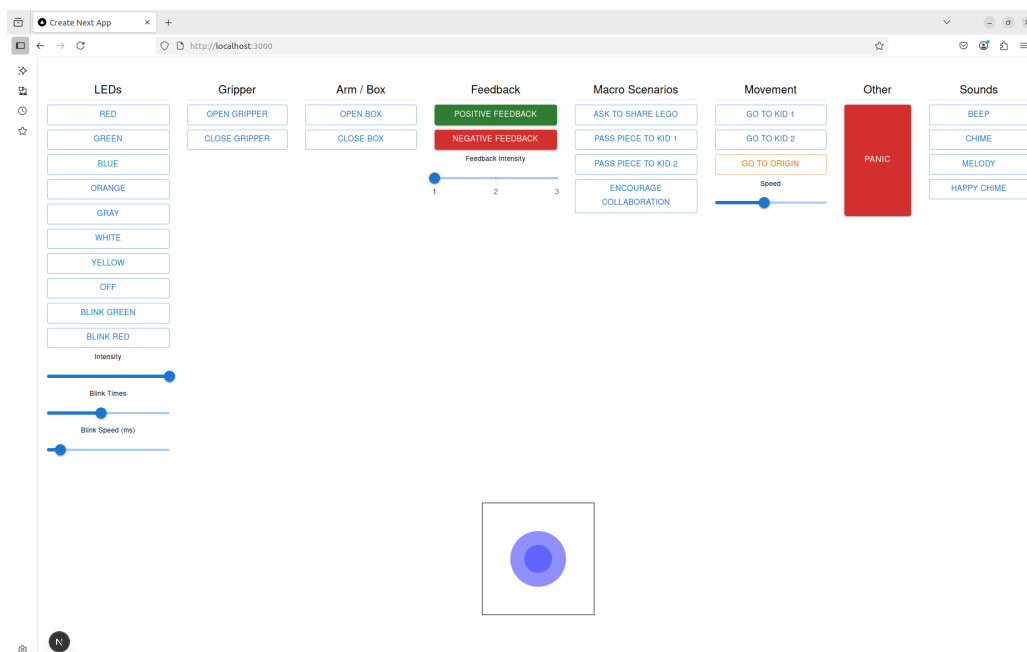 Create Next App
http://localhost:3000
LEDs
RED
GREEN
BLUE
ORANGE
GRAY
WHITE
YELLOW
OFF
BLINK GREEN
BLINK RED
Intensity
Blink Times
Blink Speed (ms)
Gripper
OPEN GRIPPER
CLOSE GRIPPER
Arm / Box
OPEN BOX
CLOSE BOX
Feedback
POSITIVE FEEDBACK
NEGATIVE FEEDBACK
Feedback Intensity
1 2 3
Macro Scenarios
ASK TO SHARE LEGO
PASS PIECE TO KID 1
PASS PIECE TO KID 2
ENCOURAGE
COLLABORATION
Movement
GO TO KID 1
GO TO KID 2
GO TO ORIGIN
Speed
Other
PANIC
Sounds
BEEP
CHIME
MELODY
HAPPY CHIME
N